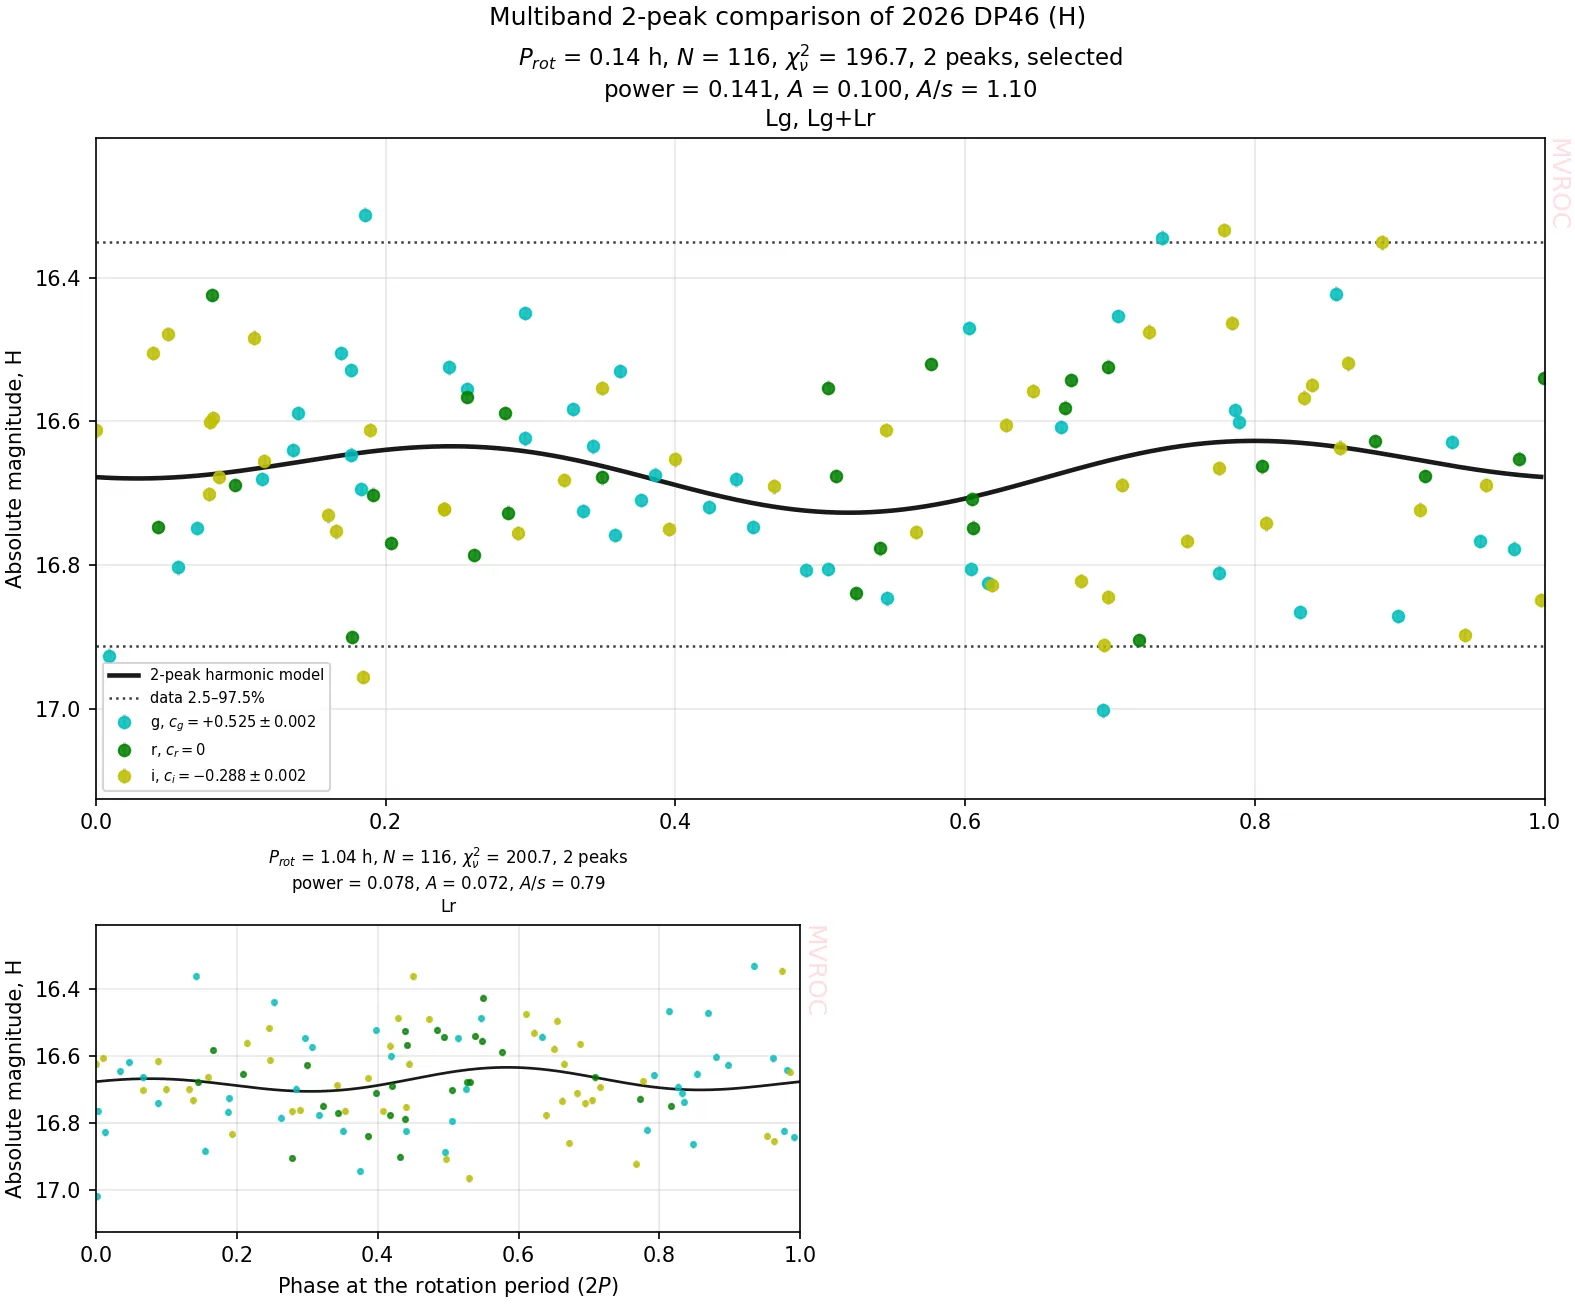 Multiband 2-peak comparison of 2026 DP46 (H)
P_rot = 0.14 h, N = 116, χ²_ν = 196.7, 2 peaks, selected
power = 0.141, A = 0.100, A/s = 1.10
Lg, Lg+Lr
MVROC
Absolute magnitude, H
16.4
16.6
16.8
17.0
2-peak harmonic model
data 2.5–97.5%
g, c_g = +0.525 ± 0.002
r, c_r = 0
i, c_i = −0.288 ± 0.002
0.0 0.2 0.4 0.6 0.8 1.0
P_rot = 1.04 h, N = 116, χ²_ν = 200.7, 2 peaks
power = 0.078, A = 0.072, A/s = 0.79
Lr
MVROC
Absolute magnitude, H
16.4
16.6
16.8
17.0
0.0 0.2 0.4 0.6 0.8 1.0
Phase at the rotation period (2P)